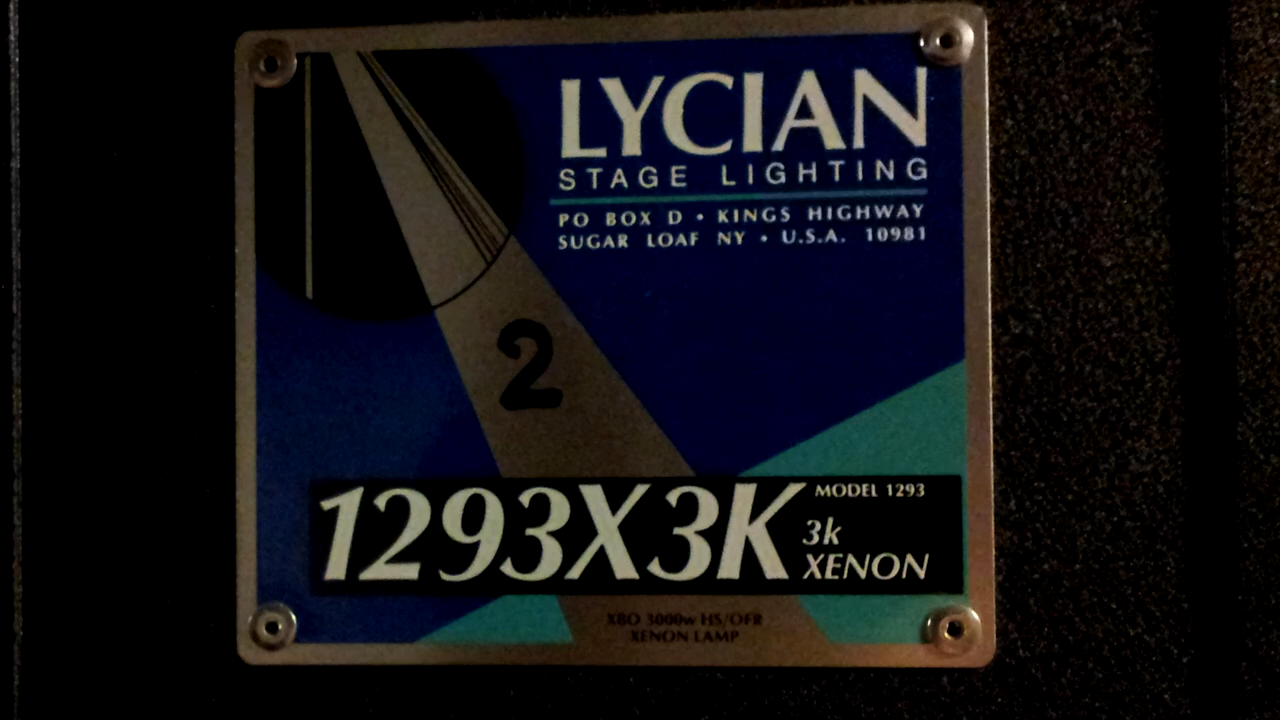 LYCIAN
STAGE LIGHTING
PO BOX D • KINGS HIGHWAY
SUGAR LOAF NY • U.S.A. 10981
2
1293X3K
MODEL 1293
3k
XENON
XBO 3000w HS/OFR
XENON LAMP